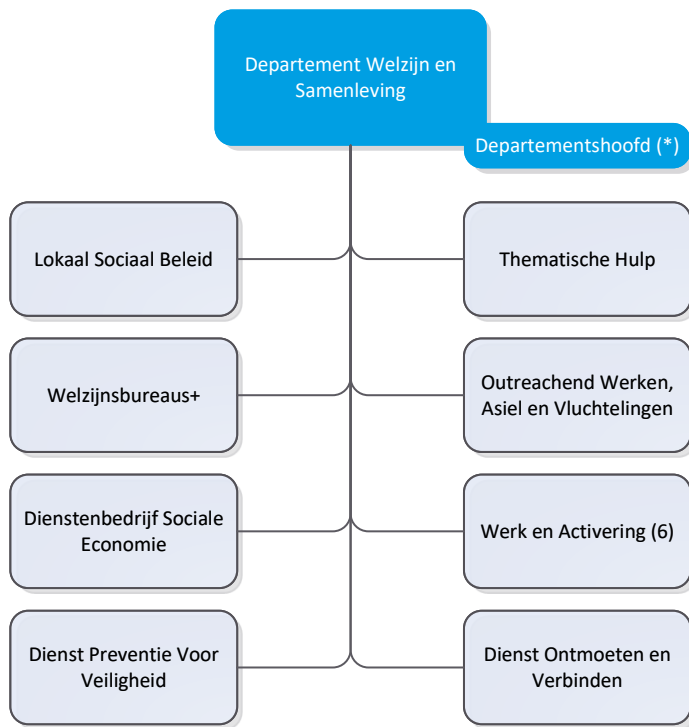 Departement Welzijn en
Samenleving
Departementshoofd (*)
Lokaal Sociaal Beleid
Thematische Hulp
Welzijnsbureaus+
Outreachend Werken,
Asiel en Vluchtelingen
Dienstenbedrijf Sociale
Economie
Werk en Activering (6)
Dienst Preventie Voor
Veiligheid
Dienst Ontmoeten en
Verbinden